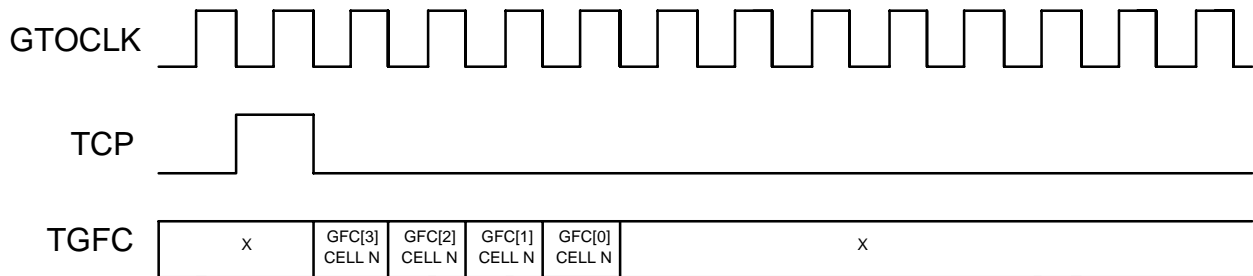 GTOCLK
TCP
TGFC
X
GFC[3]
CELL N
GFC[2]
CELL N
GFC[1]
CELL N
GFC[0]
CELL N
X